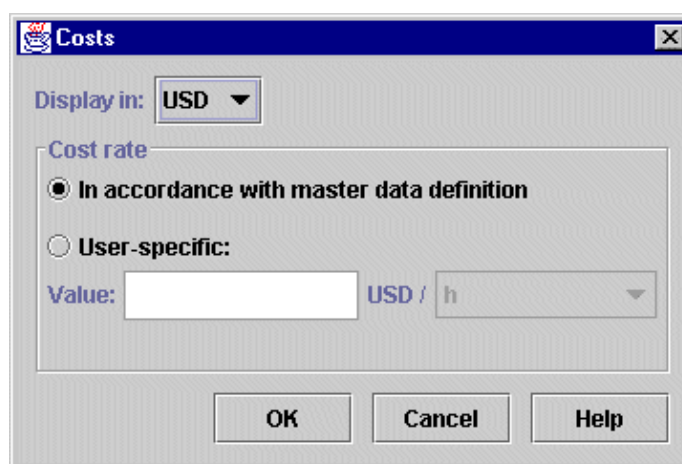 Costs
Display in: USD
Cost rate
In accordance with master data definition
User-specific:
Value: USD / h
OK Cancel Help